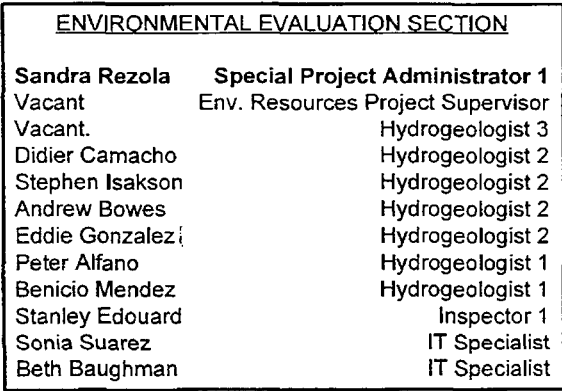 ENVIRONMENTAL EVALUATION SECTION
Sandra Rezola Special Project Administrator 1
Vacant Env. Resources Project Supervisor
Vacant. Hydrogeologist 3
Didier Camacho Hydrogeologist 2
Stephen Isakson Hydrogeologist 2
Andrew Bowes Hydrogeologist 2
Eddie Gonzalez Hydrogeologist 2
Peter Alfano Hydrogeologist 1
Benicio Mendez Hydrogeologist 1
Stanley Edouard Inspector 1
Sonia Suarez IT Specialist
Beth Baughman IT Specialist